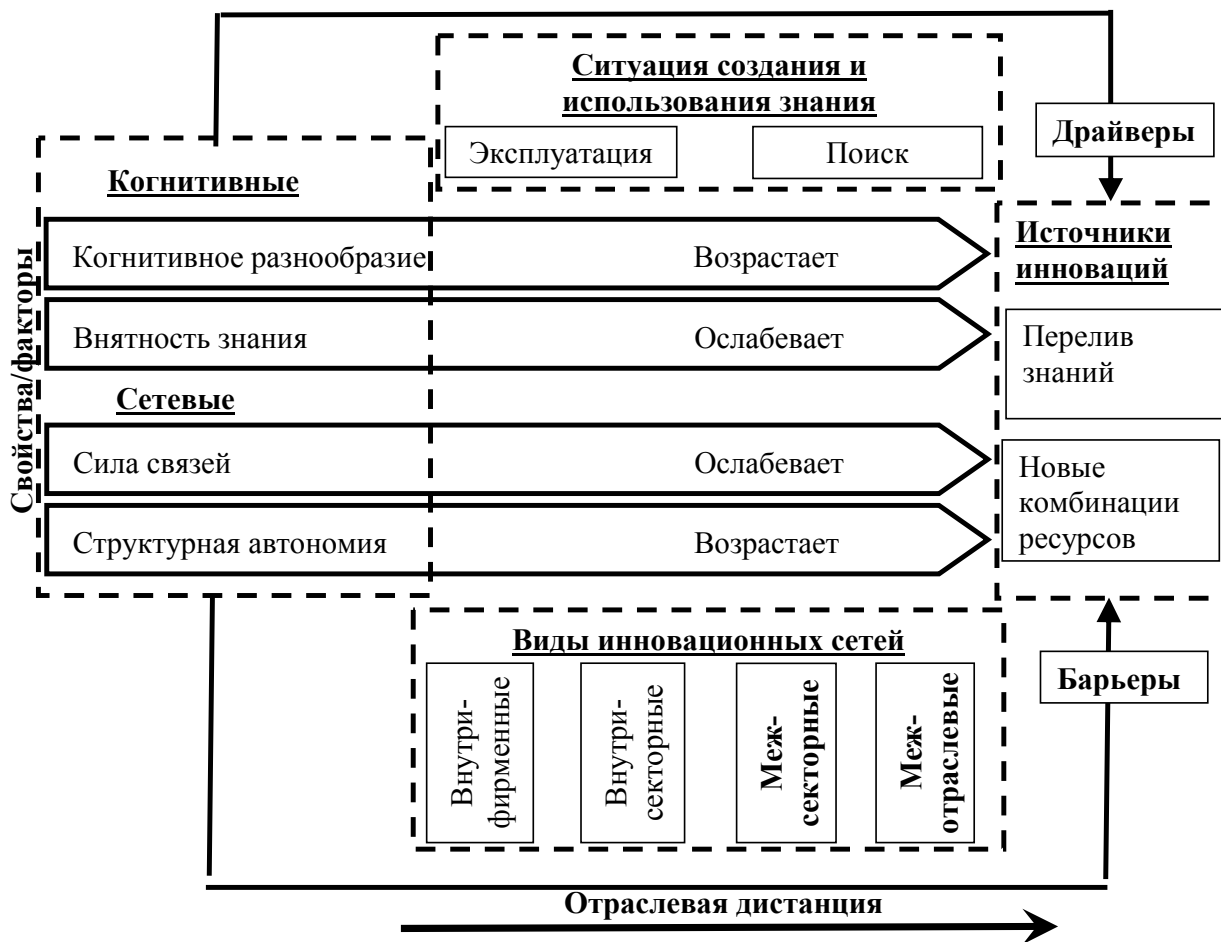 Ситуация создания и
использования знания
Эксплуатация
Поиск
Драйверы
Свойства/факторы
Когнитивные
Когнитивное разнообразие
Возрастает
Внятность знания
Ослабевает
Сетевые
Сила связей
Ослабевает
Структурная автономия
Возрастает
Источники
инноваций
Перелив
знаний
Новые
комбинации
ресурсов
Виды инновационных сетей
Внутри-
фирменные
Внутри-
секторные
Меж-
секторные
Меж-
отраслевые
Барьеры
Отраслевая дистанция